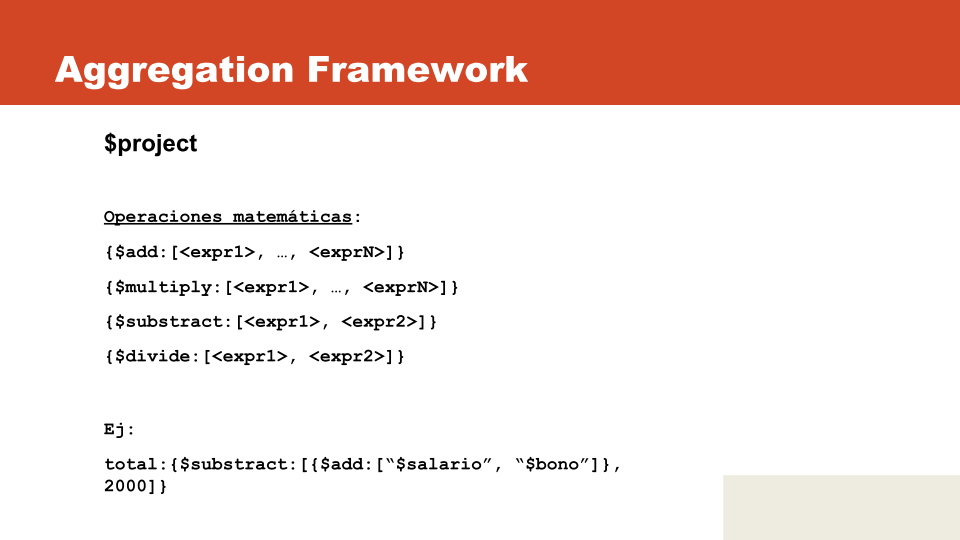 Aggregation Framework
$project
Operaciones matemáticas:
{$add:[<expr1>, …, <exprN>]}
{$multiply:[<expr1>, …, <exprN>]}
{$substract:[<expr1>, <expr2>]}
{$divide:[<expr1>, <expr2>]}
Ej:
total:{$substract:[{$add:[“$salario”, “$bono”]},
2000]}